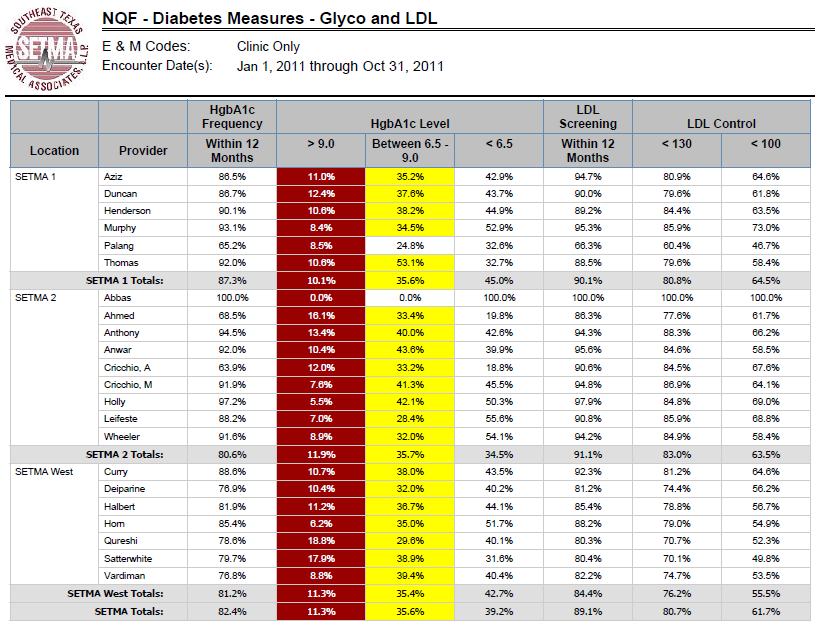 SOUTHEAST TEXAS
SETMA
MEDICAL ASSOCIATES, L.L.P.
NQF - Diabetes Measures - Glyco and LDL
E & M Codes: Clinic Only
Encounter Date(s): Jan 1, 2011 through Oct 31, 2011
HgbA1c Frequency HgbA1c Level LDL Screening LDL Control
Location Provider Within 12 Months > 9.0 Between 6.5 - 9.0 < 6.5 Within 12 Months < 130 < 100
SETMA 1 Aziz 86.5% 11.0% 35.2% 42.9% 94.7% 80.9% 64.6%
Duncan 86.7% 12.4% 37.6% 43.7% 90.0% 79.6% 61.8%
Henderson 90.1% 10.6% 38.2% 44.9% 89.2% 84.4% 63.5%
Murphy 93.1% 8.4% 34.5% 52.9% 95.3% 85.9% 73.0%
Palang 65.2% 8.5% 24.8% 32.6% 66.3% 60.4% 46.7%
Thomas 92.0% 10.6% 53.1% 32.7% 88.5% 79.6% 58.4%
SETMA 1 Totals: 87.3% 10.1% 35.6% 45.0% 90.1% 80.8% 64.5%
SETMA 2 Abbas 100.0% 0.0% 0.0% 100.0% 100.0% 100.0% 100.0%
Ahmed 68.5% 16.1% 33.4% 19.8% 86.3% 77.6% 61.7%
Anthony 94.5% 13.4% 40.0% 42.6% 94.3% 88.3% 66.2%
Anwar 92.0% 10.4% 43.6% 39.9% 95.6% 84.6% 58.5%
Cricchio, A 63.9% 12.0% 33.2% 18.8% 90.6% 84.5% 67.6%
Cricchio, M 91.9% 7.6% 41.3% 45.5% 94.8% 86.9% 64.1%
Holly 97.2% 5.5% 42.1% 50.3% 97.9% 84.8% 69.0%
Leifeste 88.2% 7.0% 28.4% 55.6% 90.8% 85.9% 68.8%
Wheeler 91.6% 8.9% 32.0% 54.1% 94.2% 84.9% 58.4%
SETMA 2 Totals: 80.6% 11.9% 35.7% 34.5% 91.1% 83.0% 63.5%
SETMA West Curry 88.6% 10.7% 38.0% 43.5% 92.3% 81.2% 64.6%
Deiparine 76.9% 10.4% 32.0% 40.2% 81.2% 74.4% 56.2%
Halbert 81.9% 11.2% 36.7% 44.1% 85.4% 78.8% 56.7%
Horn 85.4% 6.2% 35.0% 51.7% 88.2% 79.0% 54.9%
Qureshi 78.6% 18.8% 29.6% 40.1% 80.3% 70.7% 52.3%
Satterwhite 79.7% 17.9% 38.9% 31.6% 80.4% 70.1% 49.8%
Vardiman 76.8% 8.8% 39.4% 40.4% 82.2% 74.7% 53.5%
SETMA West Totals: 81.2% 11.3% 35.4% 42.7% 84.4% 76.2% 55.5%
SETMA Totals: 82.4% 11.3% 35.6% 39.2% 89.1% 80.7% 61.7%